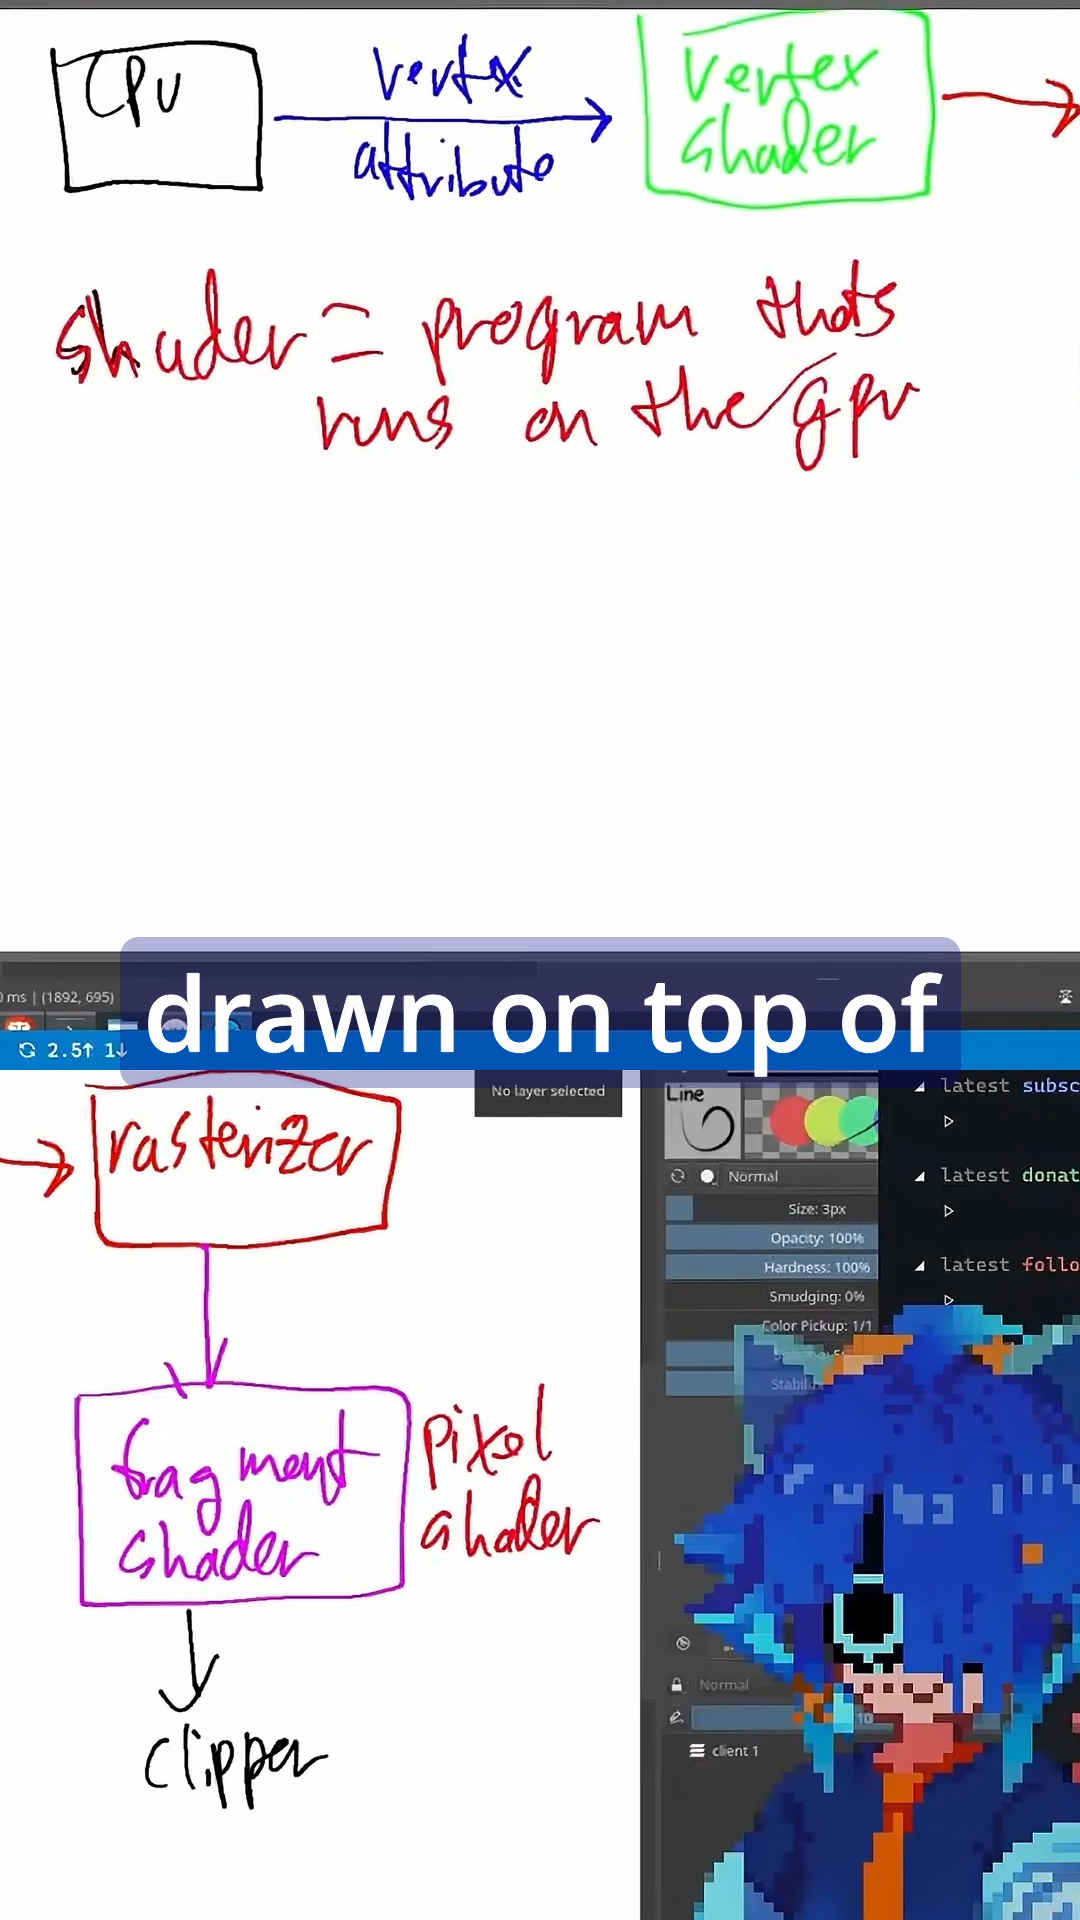 CPU
vertex
attribute
vertex
shader
shader = program thats
runs on the gpu
0 ms | (1892, 695)
drawn on top of
2.5↑ 1↓
No layer selected
rasterizer
fragment
shader
pixel
shader
clipper
Line
Normal
Size: 3px
Opacity: 100%
Hardness: 100%
Smudging: 0%
Color Pickup: 1/1
Normal
client 1
latest subsc
latest donat
latest follo